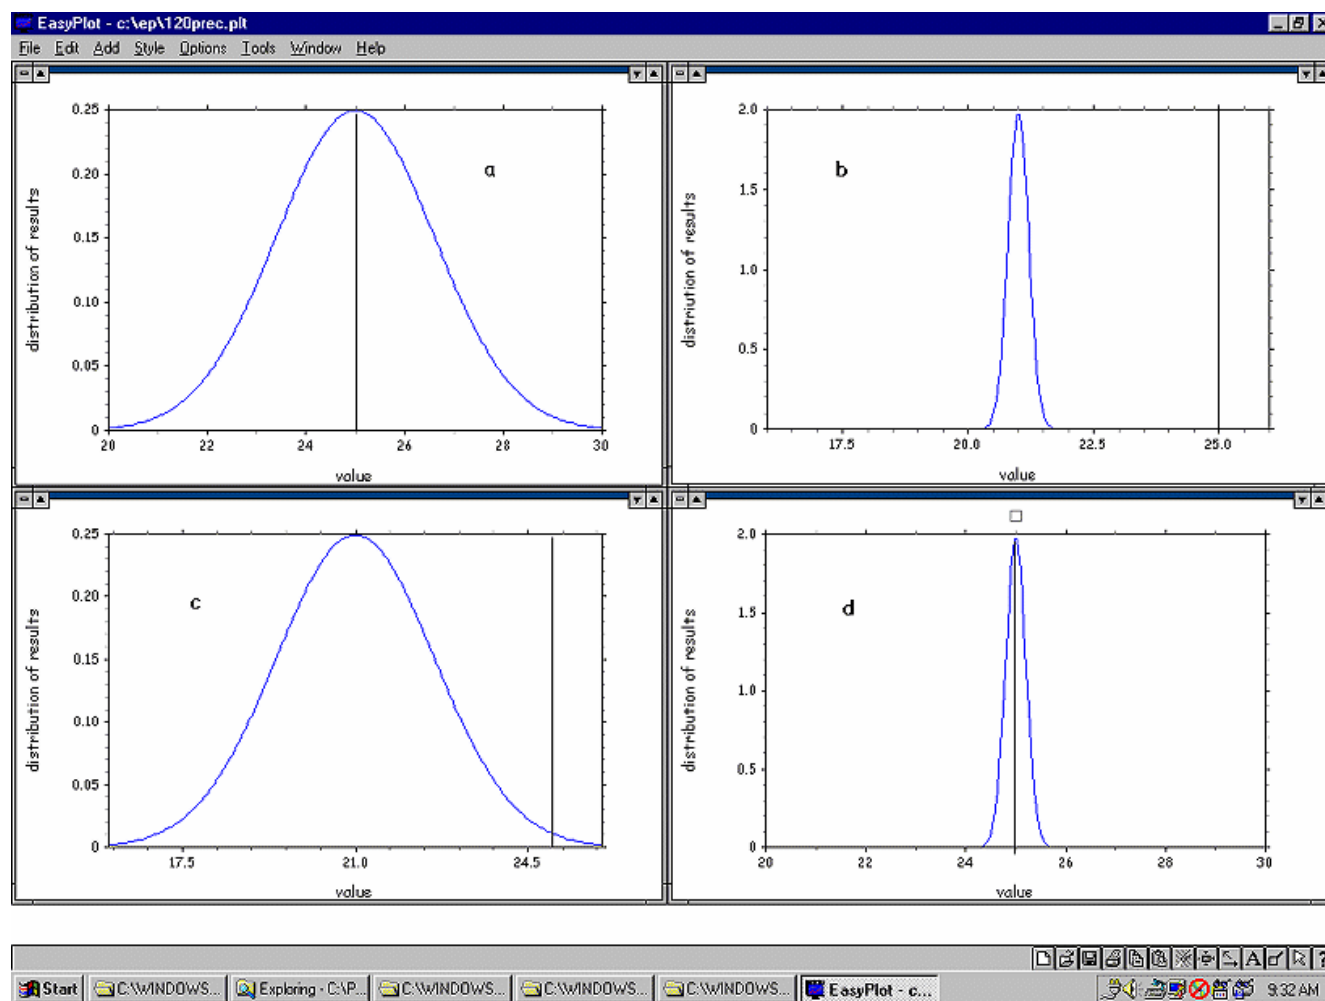 EasyPlot - c:\ep\120prec.plt
File Edit Add Style Options Tools Window Help
0.25
0.20
0.15
0.10
0.05
0
distribution of results
a
20 22 24 26 28 30
value
2.0
1.5
1.0
0.5
0
distriution of results
b
17.5 20.0 22.5 25.0
value
0.25
0.20
0.15
0.10
0.05
0
distribution of results
c
17.5 21.0 24.5
value
2.0
1.5
1.0
0.5
0
distribution of results
d
20 22 24 26 28 30
value
A ?
Start C:\WINDOWS... Exploring - C:\P... C:\WINDOWS... C:\WINDOWS... C:\WINDOWS... EasyPlot - c... 9:32 AM